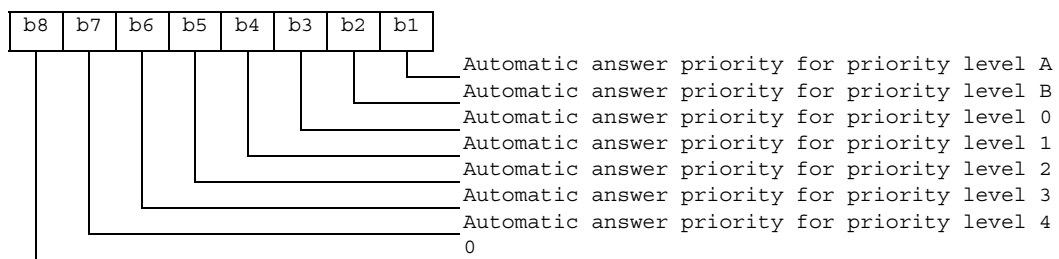 b8 b7 b6 b5 b4 b3 b2 b1
Automatic answer priority for priority level A
Automatic answer priority for priority level B
Automatic answer priority for priority level 0
Automatic answer priority for priority level 1
Automatic answer priority for priority level 2
Automatic answer priority for priority level 3
Automatic answer priority for priority level 4
0